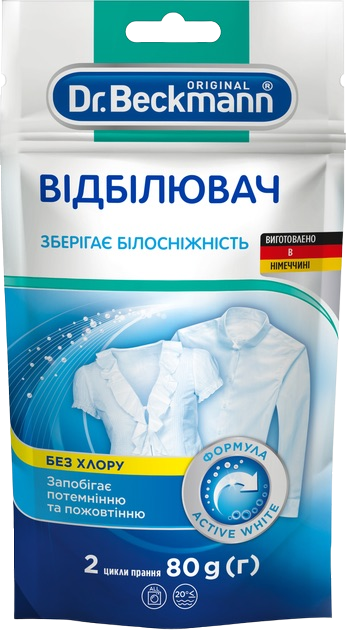 ORIGINAL
Dr.Beckmann®
ВІДБІЛЮВАЧ
ЗБЕРІГАЄ БІЛОСНІЖНІСТЬ
ВИГОТОВЛЕНО
В
НІМЕЧЧИНІ
БЕЗ ХЛОРУ
Запобігає
потемнінню
та пожовтінню
ФОРМУЛА
ACTIVE WHITE
2 цикли прання 80 g (г)
ALL
20°≤